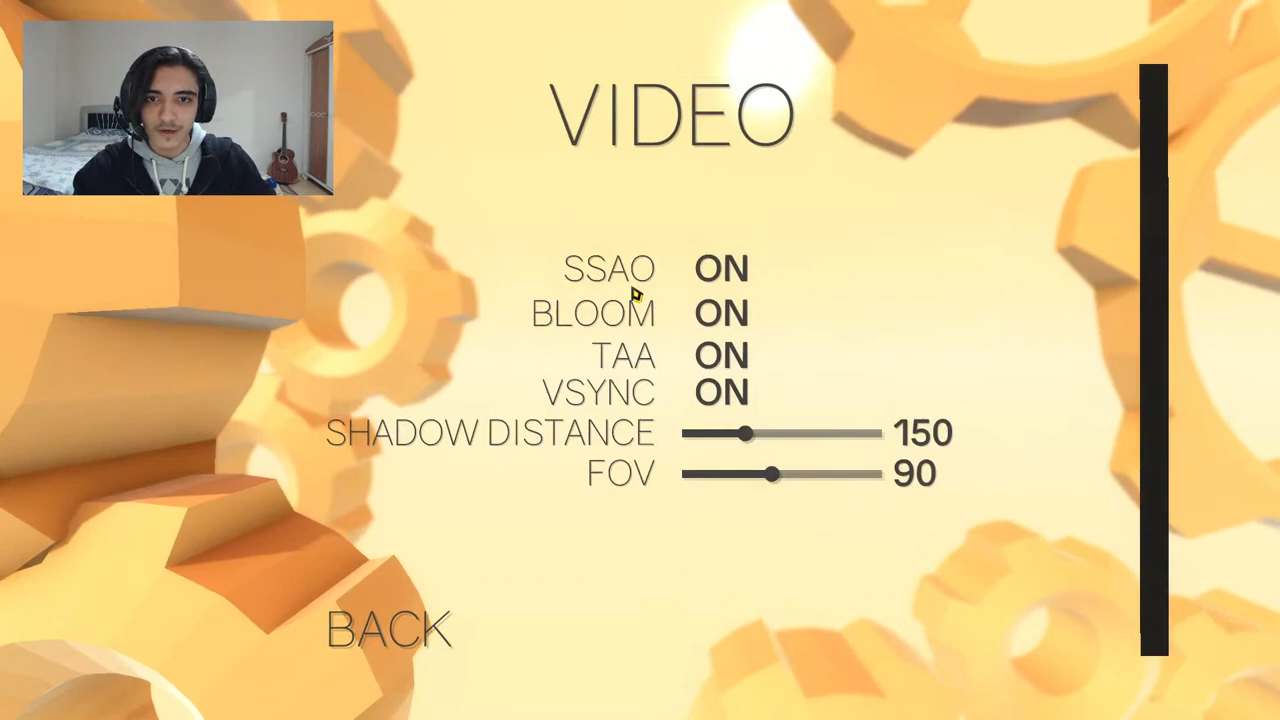 VIDEO
SSAO ON
BLOOM ON
TAA ON
VSYNC ON
SHADOW DISTANCE 150
FOV 90
BACK